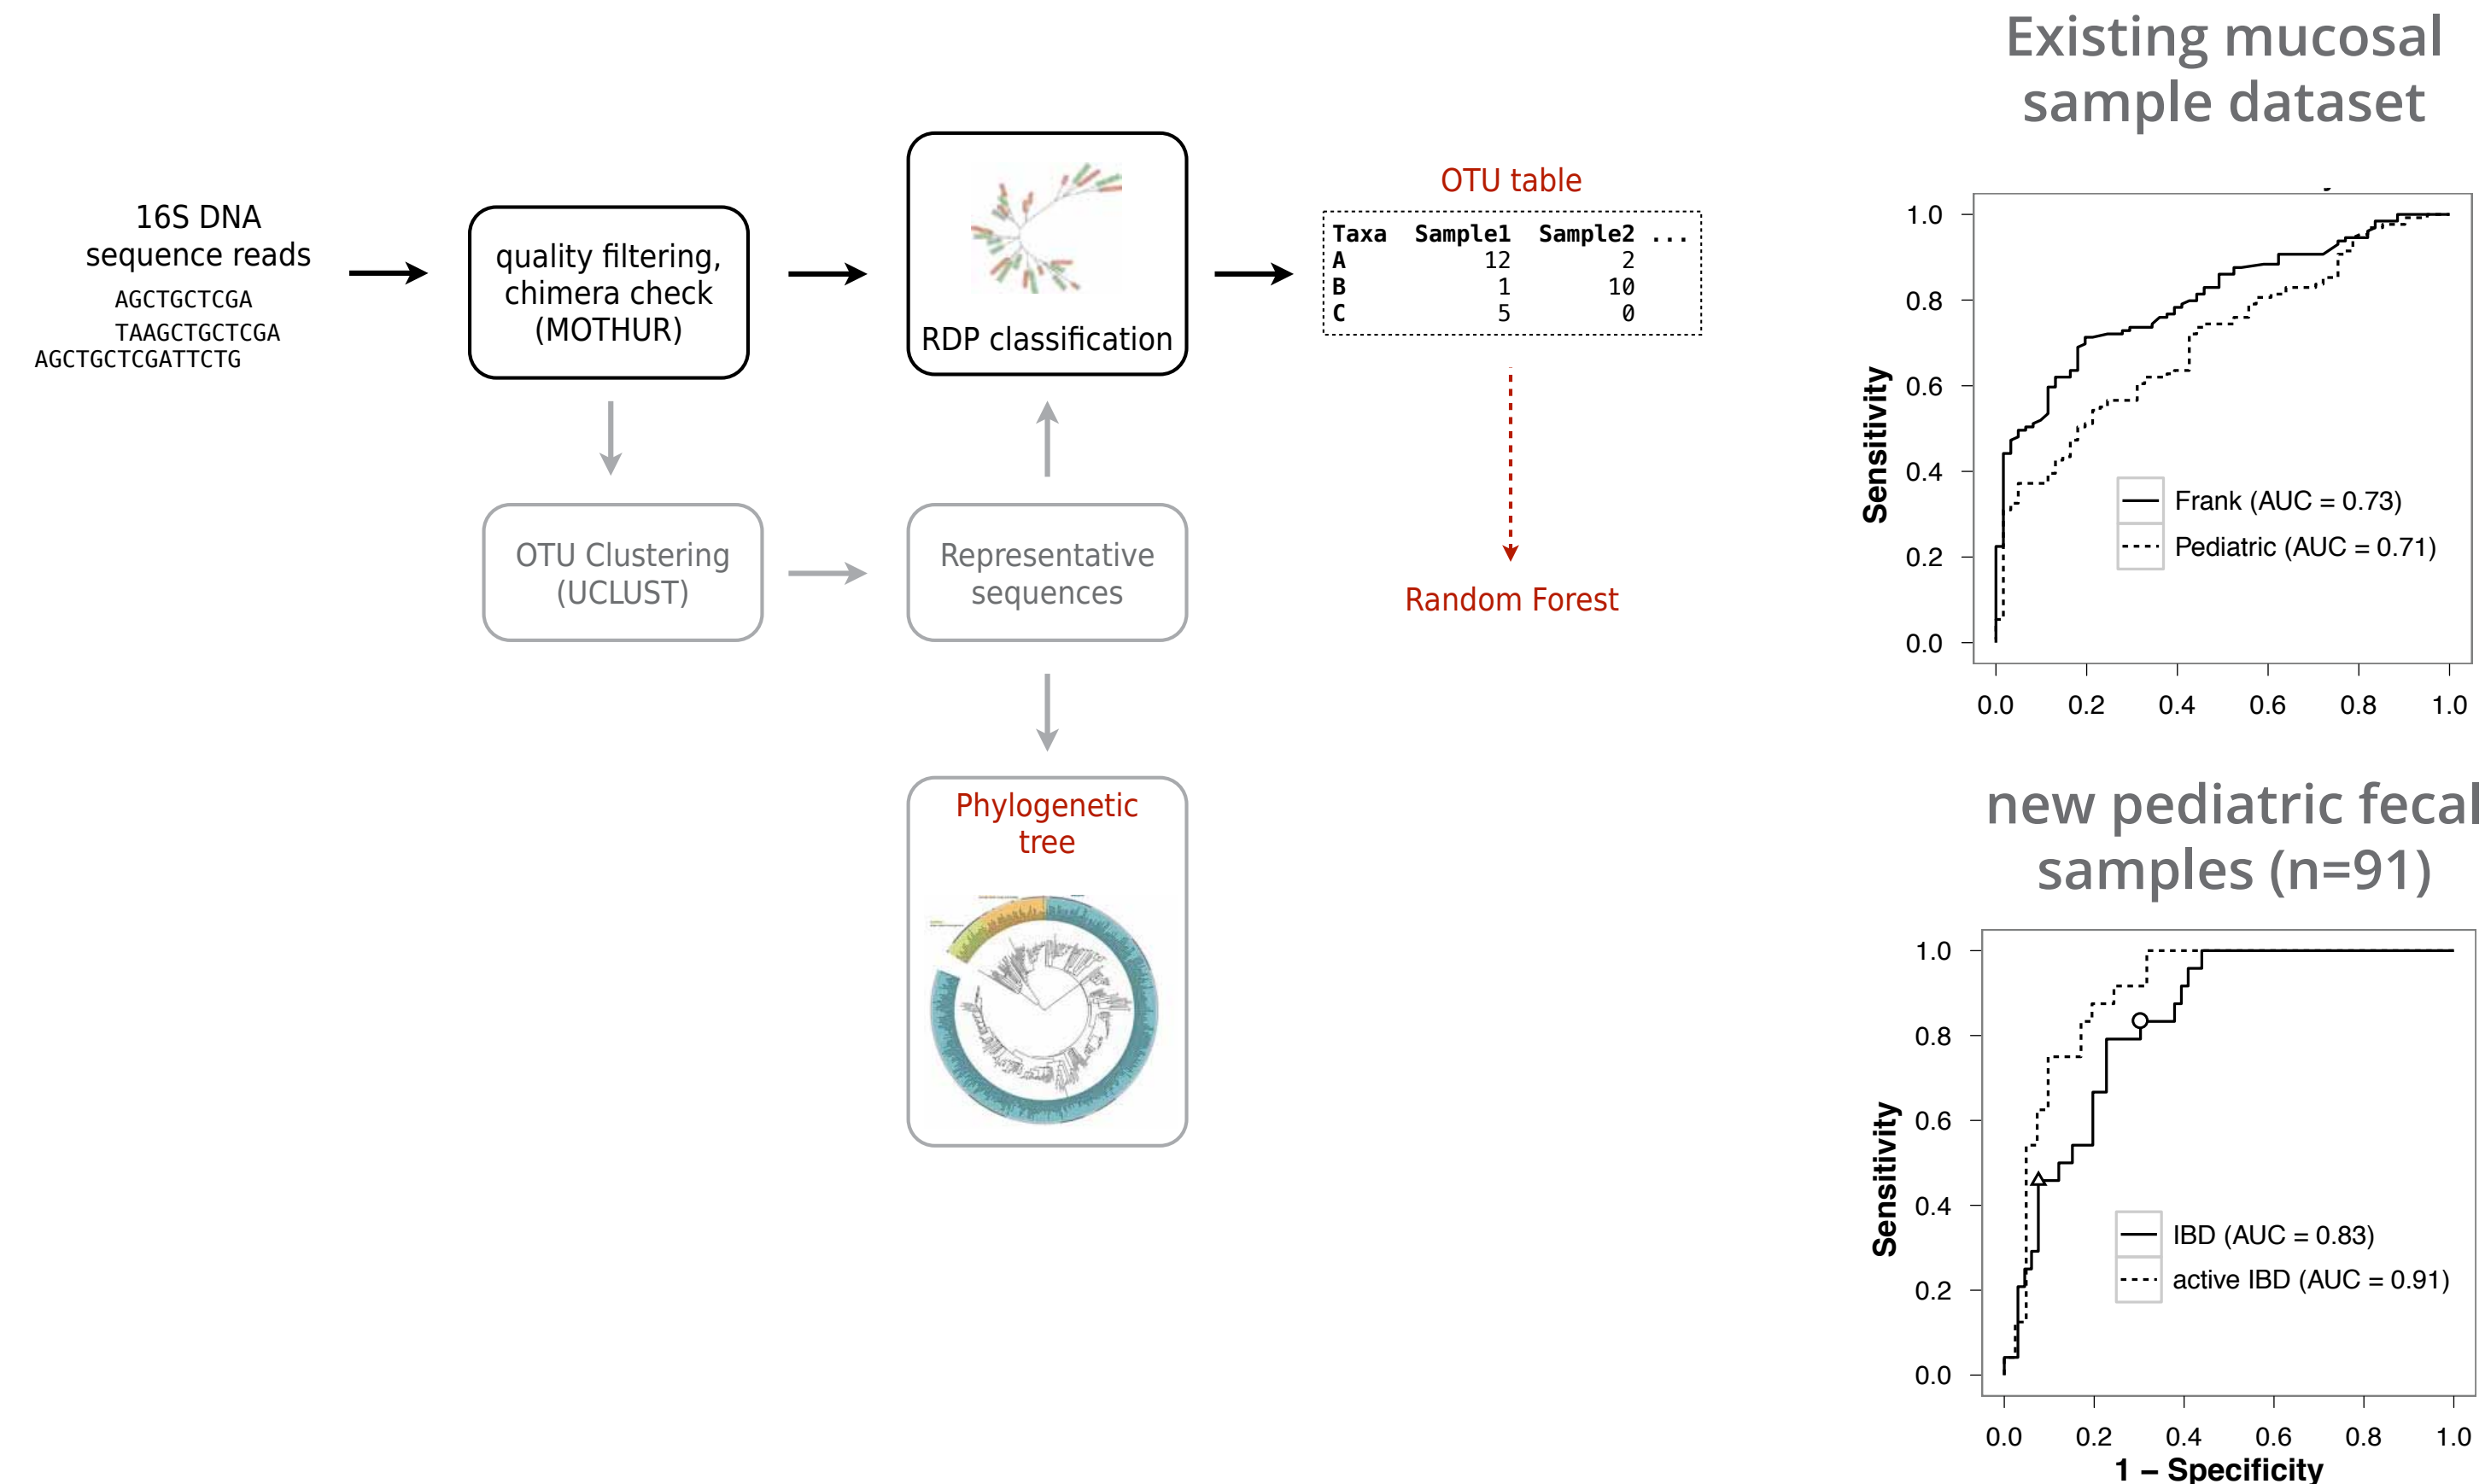 Existing mucosal
sample dataset
16S DNA
sequence reads
AGCTGCTCGA
TAAGCTGCTCGA
AGCTGCTCGATTCTG
quality filtering,
chimera check
(MOTHUR)
RDP classification
OTU table
Taxa Sample1 Sample2 ...
A 12 2
B 1 10
C 5 0
Random Forest
OTU Clustering
(UCLUST)
Representative
sequences
Phylogenetic
tree
Sensitivity
1.0
0.8
0.6
0.4
0.2
0.0
Frank (AUC = 0.73)
Pediatric (AUC = 0.71)
0.0 0.2 0.4 0.6 0.8 1.0
new pediatric fecal
samples (n=91)
Sensitivity
1.0
0.8
0.6
0.4
0.2
0.0
IBD (AUC = 0.83)
active IBD (AUC = 0.91)
0.0 0.2 0.4 0.6 0.8 1.0
1 – Specificity